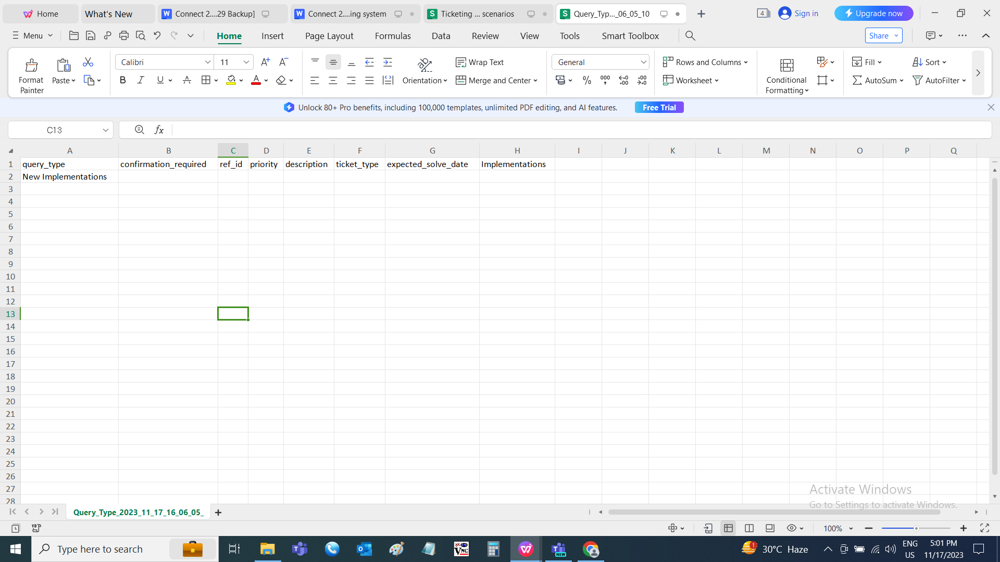 Home
What's New
Connect 2....29 Backup]
Connect 2....ing system
Ticketing ... scenarios
Query_Typ..._06_05_10
4
Sign in
Upgrade now
Menu
Home
Insert
Page Layout
Formulas
Data
Review
View
Tools
Smart Toolbox
Share
Format Painter
Paste
Calibri
11
A+
A-
B
I
U
A
Orientation
Wrap Text
Merge and Center
General
%
Rows and Columns
Worksheet
Conditional Formatting
Fill
AutoSum
Sort
AutoFilter
Unlock 80+ Pro benefits, including 100,000 templates, unlimited PDF editing, and AI features.
Free Trial
C13
fx
A B C D E F G H I J K L M N O P Q
1 query_type confirmation_required ref_id priority description ticket_type expected_solve_date Implementations
2 New Implementations
3
4
5
6
7
8
9
10
11
12
13
14
15
16
17
18
19
20
21
22
23
24
25
26
27
28
Activate Windows
Go to Settings to activate Windows.
Query_Type_2023_11_17_16_06_05_
100%
Type here to search
VNC
NEW
1
30°C Haze
ENG
US
5:01 PM
11/17/2023